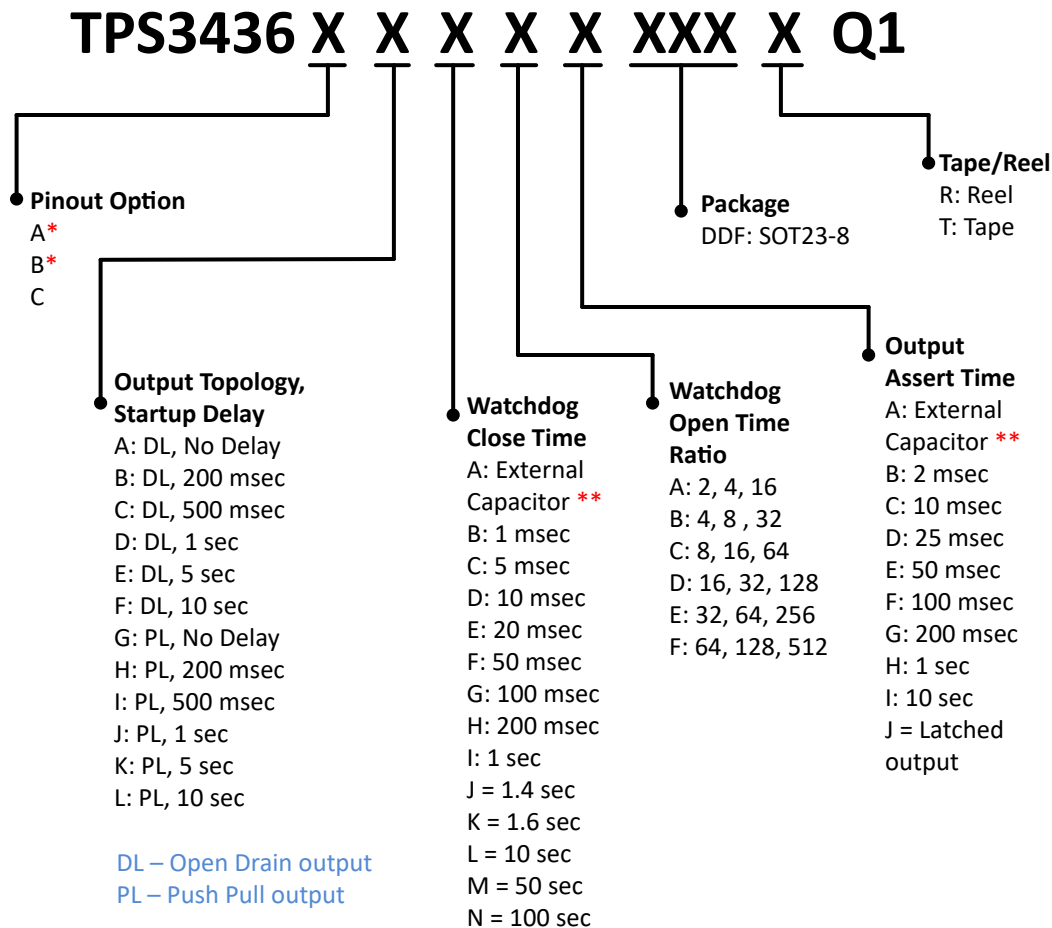 TPS3436 X X X X X XXX X Q1
Pinout Option
A*
B*
C
Output Topology,
Startup Delay
A: DL, No Delay
B: DL, 200 msec
C: DL, 500 msec
D: DL, 1 sec
E: DL, 5 sec
F: DL, 10 sec
G: PL, No Delay
H: PL, 200 msec
I: PL, 500 msec
J: PL, 1 sec
K: PL, 5 sec
L: PL, 10 sec
DL – Open Drain output
PL – Push Pull output
Watchdog
Close Time
A: External
Capacitor **
B: 1 msec
C: 5 msec
D: 10 msec
E: 20 msec
F: 50 msec
G: 100 msec
H: 200 msec
I: 1 sec
J = 1.4 sec
K = 1.6 sec
L = 10 sec
M = 50 sec
N = 100 sec
Watchdog
Open Time
Ratio
A: 2, 4, 16
B: 4, 8 , 32
C: 8, 16, 64
D: 16, 32, 128
E: 32, 64, 256
F: 64, 128, 512
Output
Assert Time
A: External
Capacitor **
B: 2 msec
C: 10 msec
D: 25 msec
E: 50 msec
F: 100 msec
G: 200 msec
H: 1 sec
I: 10 sec
J = Latched
output
Package
DDF: SOT23-8
Tape/Reel
R: Reel
T: Tape